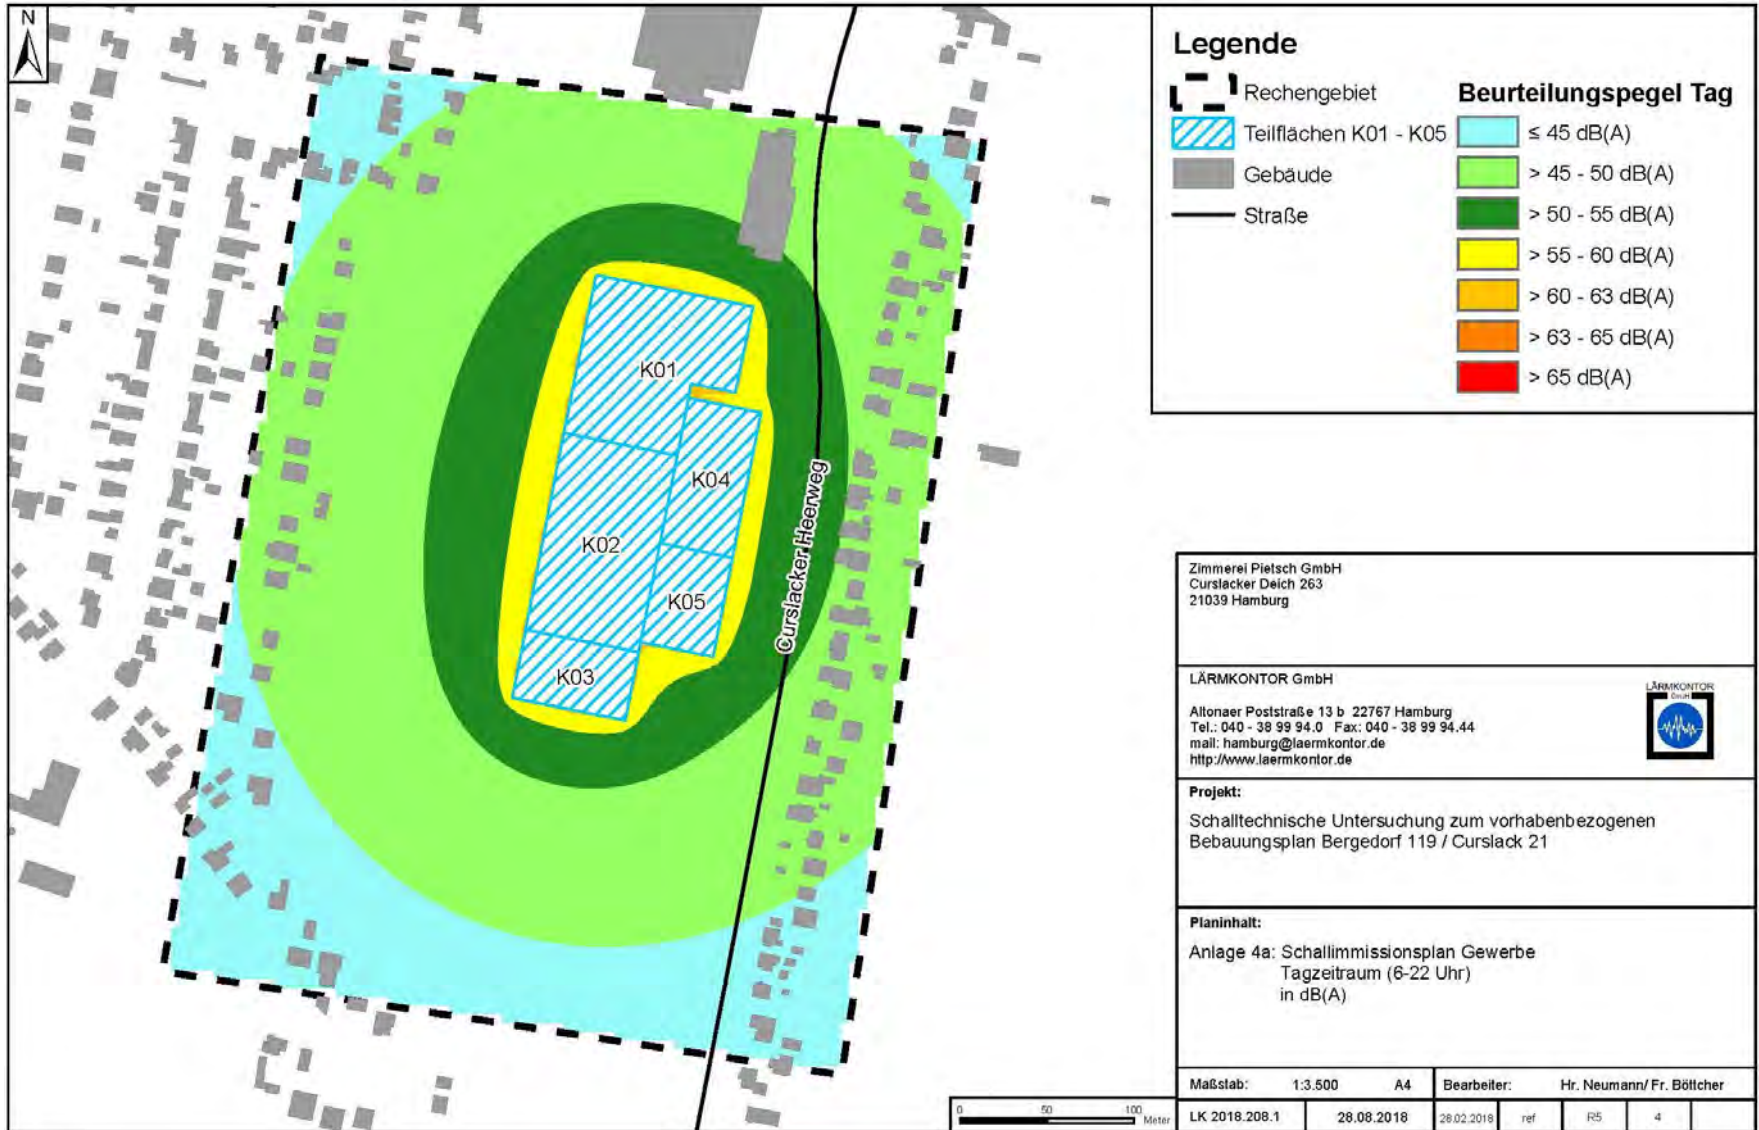 N
K01
K02
K03
K04
K05
Curslacker Heerweg
Legende
Rechengebiet
Teilflächen K01 - K05
Gebäude
Straße
Beurteilungspegel Tag
≤ 45 dB(A)
> 45 - 50 dB(A)
> 50 - 55 dB(A)
> 55 - 60 dB(A)
> 60 - 63 dB(A)
> 63 - 65 dB(A)
> 65 dB(A)
Zimmerei Pietsch GmbH
Curslacker Deich 263
21039 Hamburg
LÄRMKONTOR GmbH
Altonaer Poststraße 13 b 22767 Hamburg
Tel.: 040 - 38 99 94.0 Fax: 040 - 38 99 94.44
mail: hamburg@laermkontor.de
http://www.laermkontor.de
LÄRMKONTOR
GmbH
Projekt:
Schalltechnische Untersuchung zum vorhabenbezogenen
Bebauungsplan Bergedorf 119 / Curslack 21
Planinhalt:
Anlage 4a: Schallimmissionsplan Gewerbe
Tagzeitraum (6-22 Uhr)
in dB(A)
Maßstab: 1:3.500 A4 Bearbeiter: Hr. Neumann/ Fr. Böttcher
LK 2018.208.1 28.08.2018 28.02.2018 ref R5 4
0 50 100 Meter